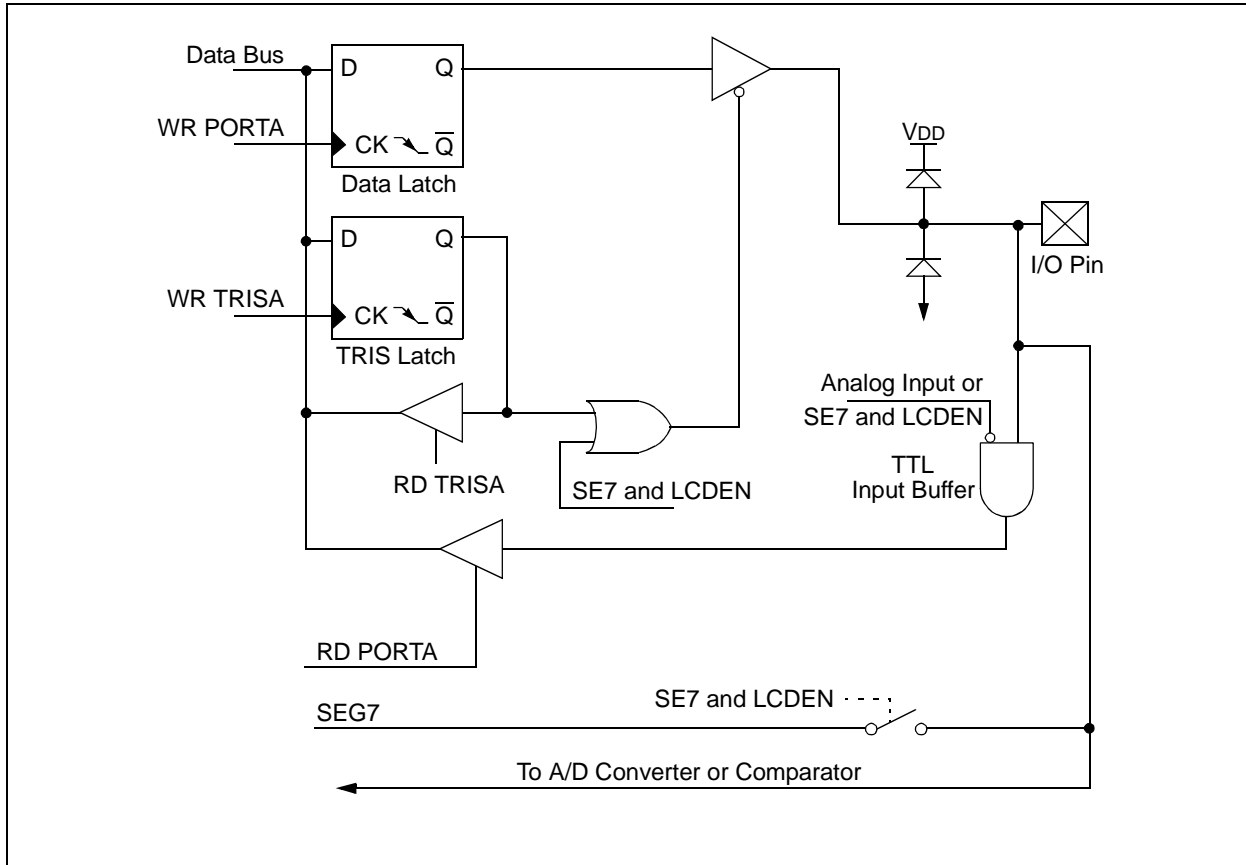 Data Bus
D Q
WR PORTA
CK Q̅
Data Latch
VDD
D Q
I/O Pin
WR TRISA
CK Q̅
TRIS Latch
Analog Input or
SE7 and LCDEN
TTL
Input Buffer
RD TRISA
SE7 and LCDEN
RD PORTA
SE7 and LCDEN
SEG7
To A/D Converter or Comparator